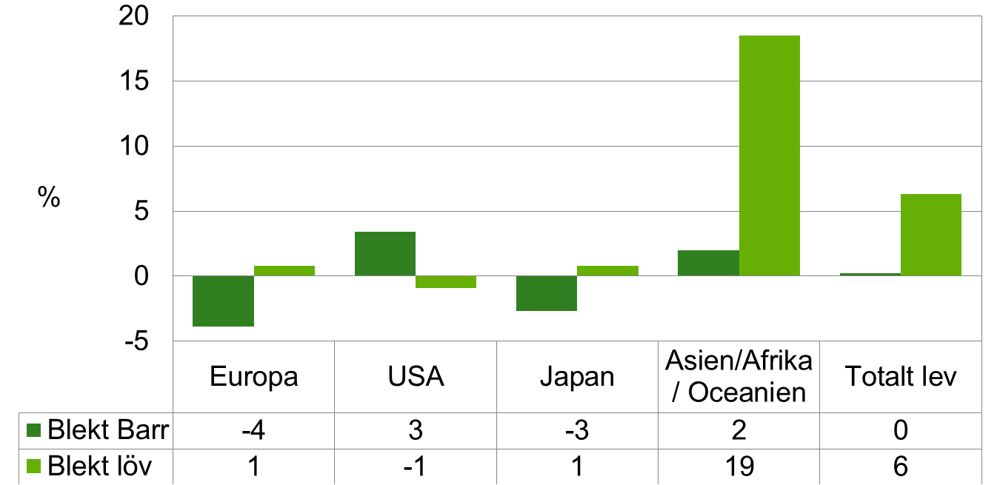 20
15
10
%
5
0
-5
Europa USA Japan Asien/Afrika / Oceanien Totalt lev
Blekt Barr -4 3 -3 2 0
Blekt löv 1 -1 1 19 6